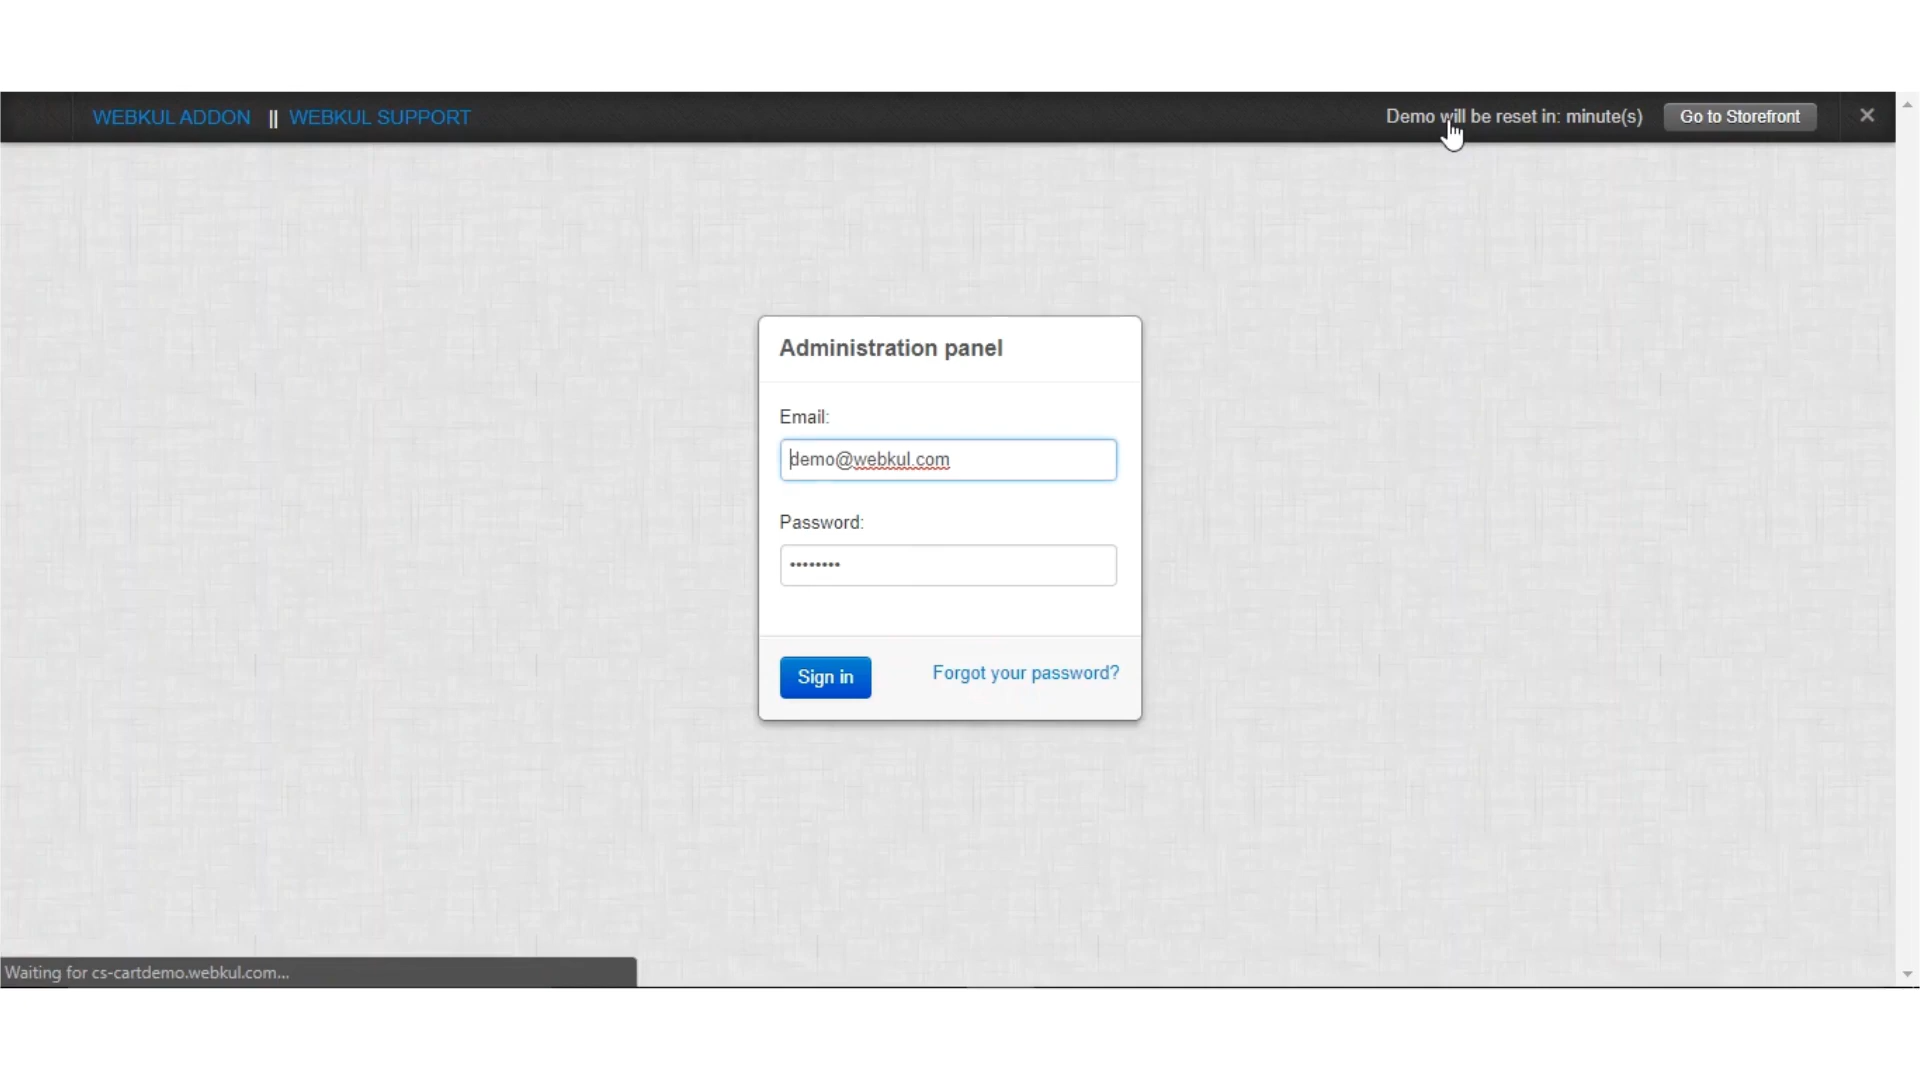 WEBKUL ADDON || WEBKUL SUPPORT
Demo will be reset in: minute(s)
Go to Storefront
×
Administration panel
Email:
demo@webkul.com
Password:
••••••••
Sign in
Forgot your password?
Waiting for cs-cartdemo.webkul.com...